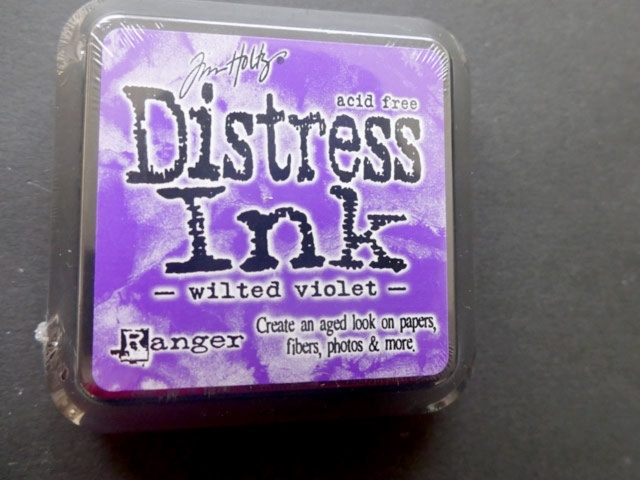 Tim Holtz
acid free
Distress
Ink
— wilted violet —
Ranger
Create an aged look on papers,
fibers, photos & more.